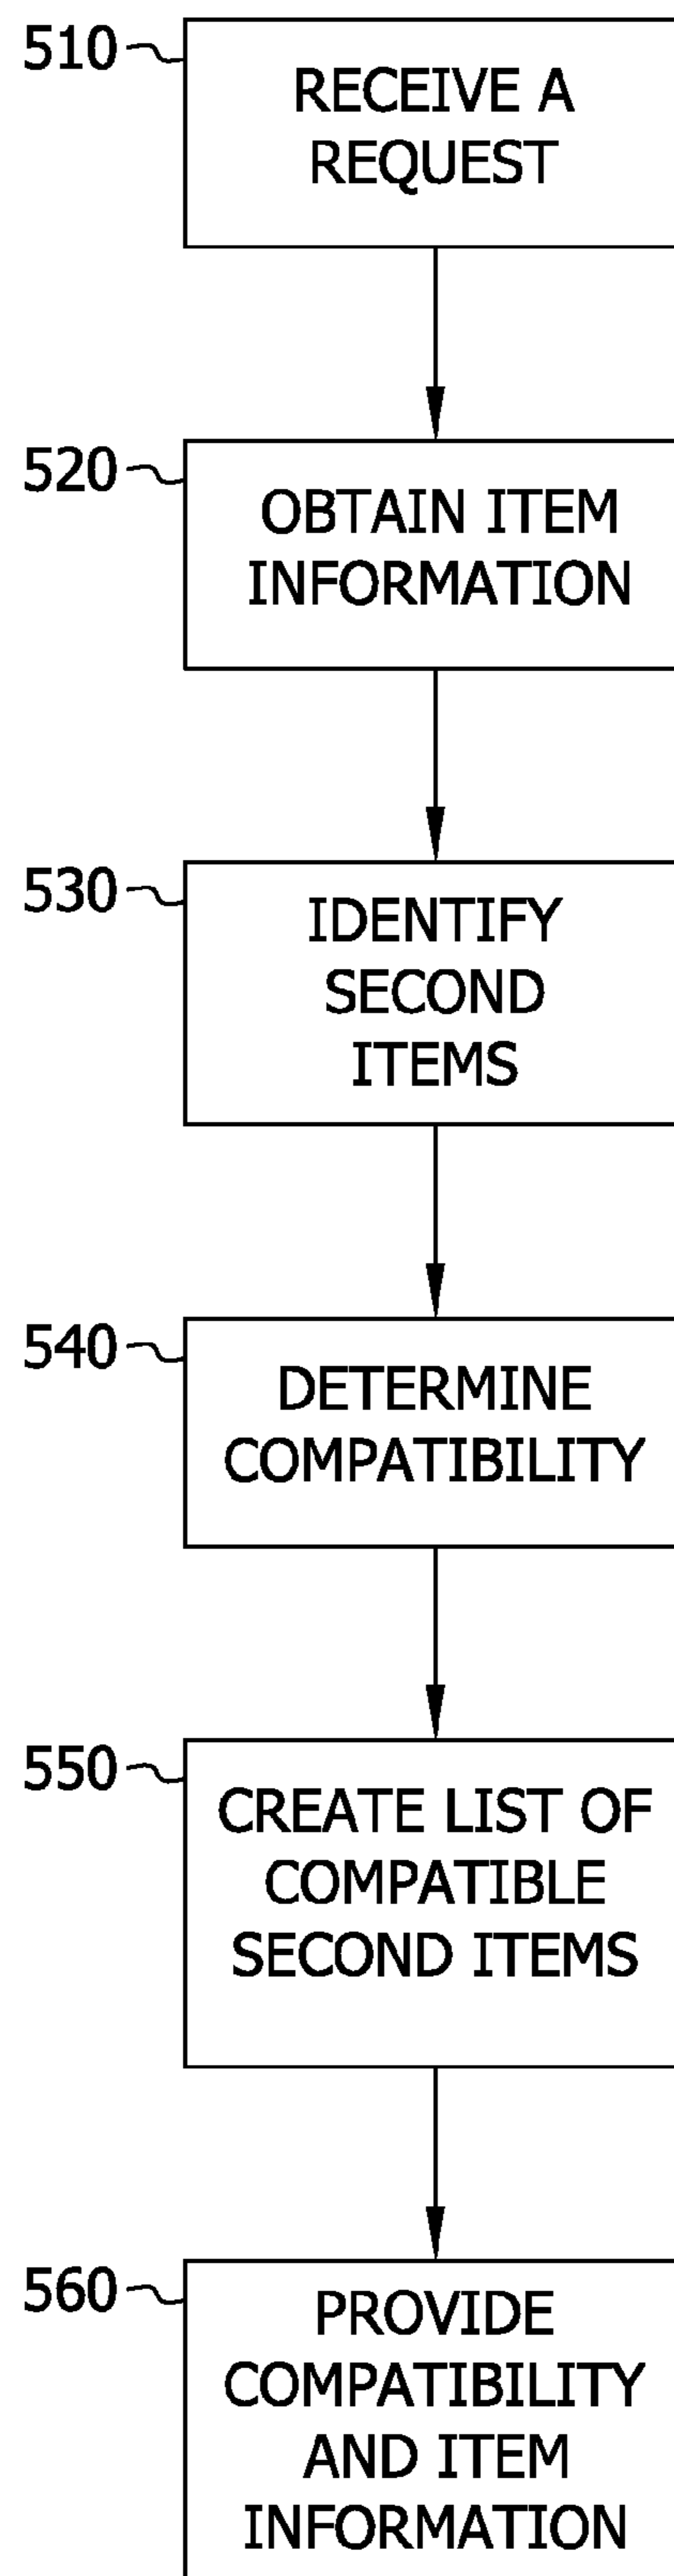 510
RECEIVE A
REQUEST
520
OBTAIN ITEM
INFORMATION
530
IDENTIFY
SECOND
ITEMS
540
DETERMINE
COMPATIBILITY
550
CREATE LIST OF
COMPATIBLE
SECOND ITEMS
560
PROVIDE
COMPATIBILITY
AND ITEM
INFORMATION